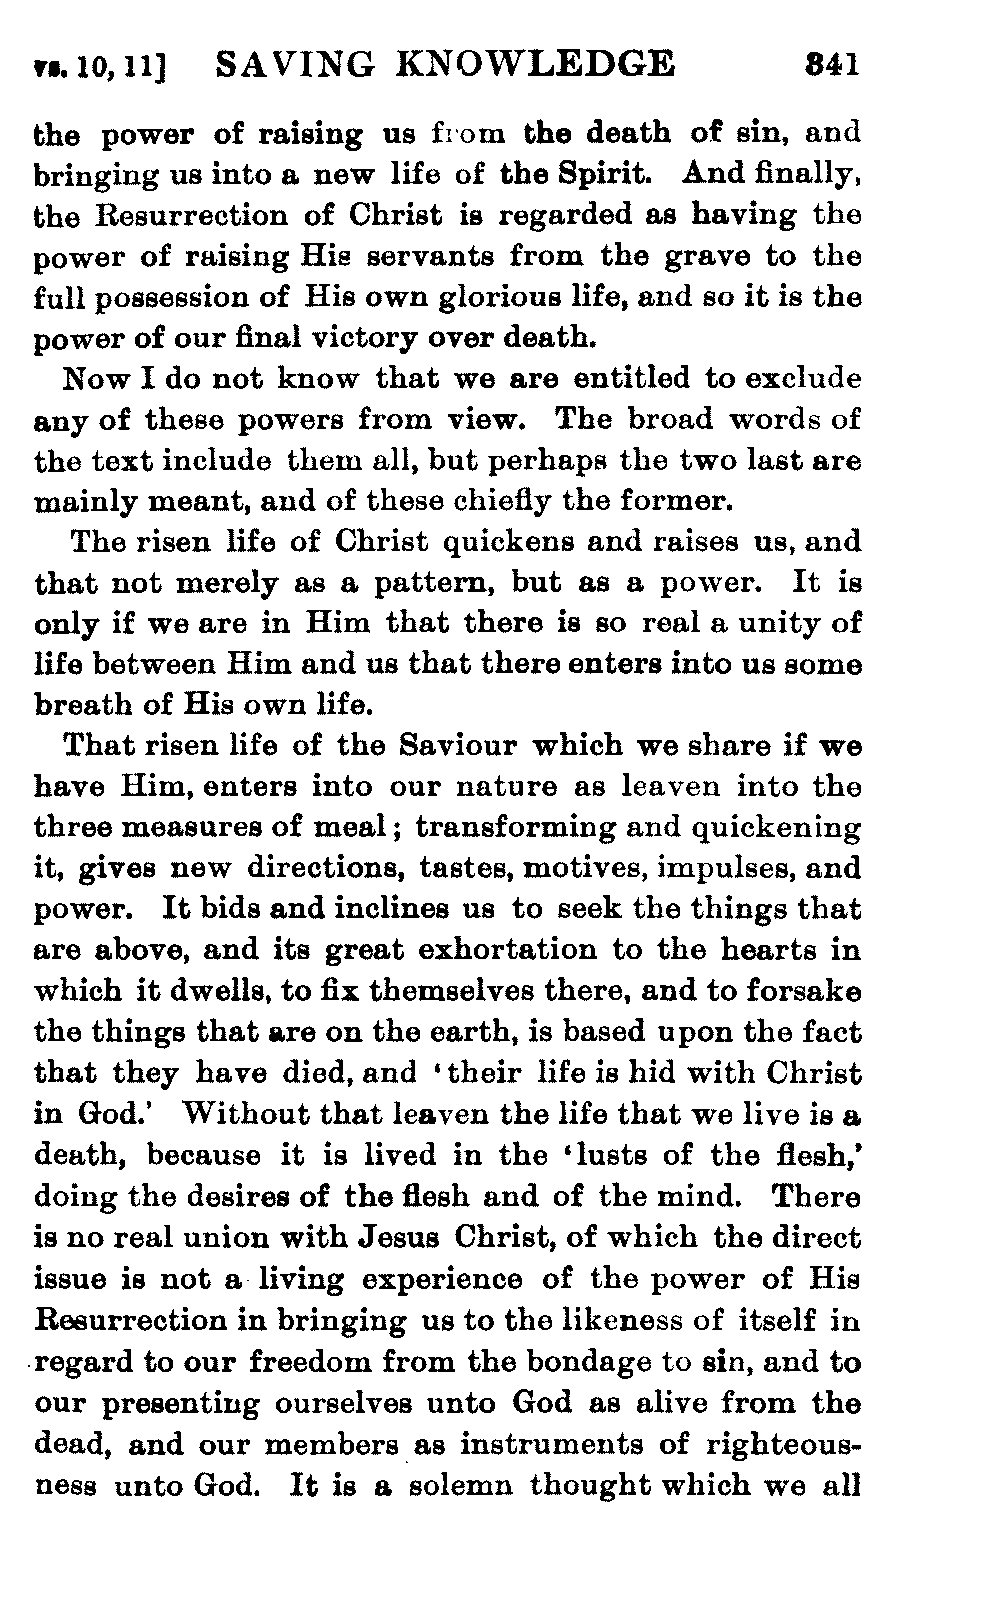 vs. 10, 11] SAVING KNOWLEDGE 341
the power of raising us from the death of sin, and
bringing us into a new life of the Spirit. And finally,
the Resurrection of Christ is regarded as having the
power of raising His servants from the grave to the
full possession of His own glorious life, and so it is the
power of our final victory over death.
Now I do not know that we are entitled to exclude
any of these powers from view. The broad words of
the text include them all, but perhaps the two last are
mainly meant, and of these chiefly the former.
The risen life of Christ quickens and raises us, and
that not merely as a pattern, but as a power. It is
only if we are in Him that there is so real a unity of
life between Him and us that there enters into us some
breath of His own life.
That risen life of the Saviour which we share if we
have Him, enters into our nature as leaven into the
three measures of meal; transforming and quickening
it, gives new directions, tastes, motives, impulses, and
power. It bids and inclines us to seek the things that
are above, and its great exhortation to the hearts in
which it dwells, to fix themselves there, and to forsake
the things that are on the earth, is based upon the fact
that they have died, and ‘their life is hid with Christ
in God.’ Without that leaven the life that we live is a
death, because it is lived in the ‘lusts of the flesh,’
doing the desires of the flesh and of the mind. There
is no real union with Jesus Christ, of which the direct
issue is not a living experience of the power of His
Resurrection in bringing us to the likeness of itself in
regard to our freedom from the bondage to sin, and to
our presenting ourselves unto God as alive from the
dead, and our members as instruments of righteous-
ness unto God. It is a solemn thought which we all